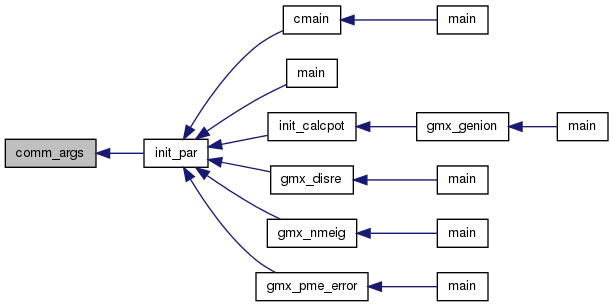 cmain
main
main
init_calcpot
gmx_genion
main
comm_args
init_par
gmx_disre
main
gmx_nmeig
main
gmx_pme_error
main